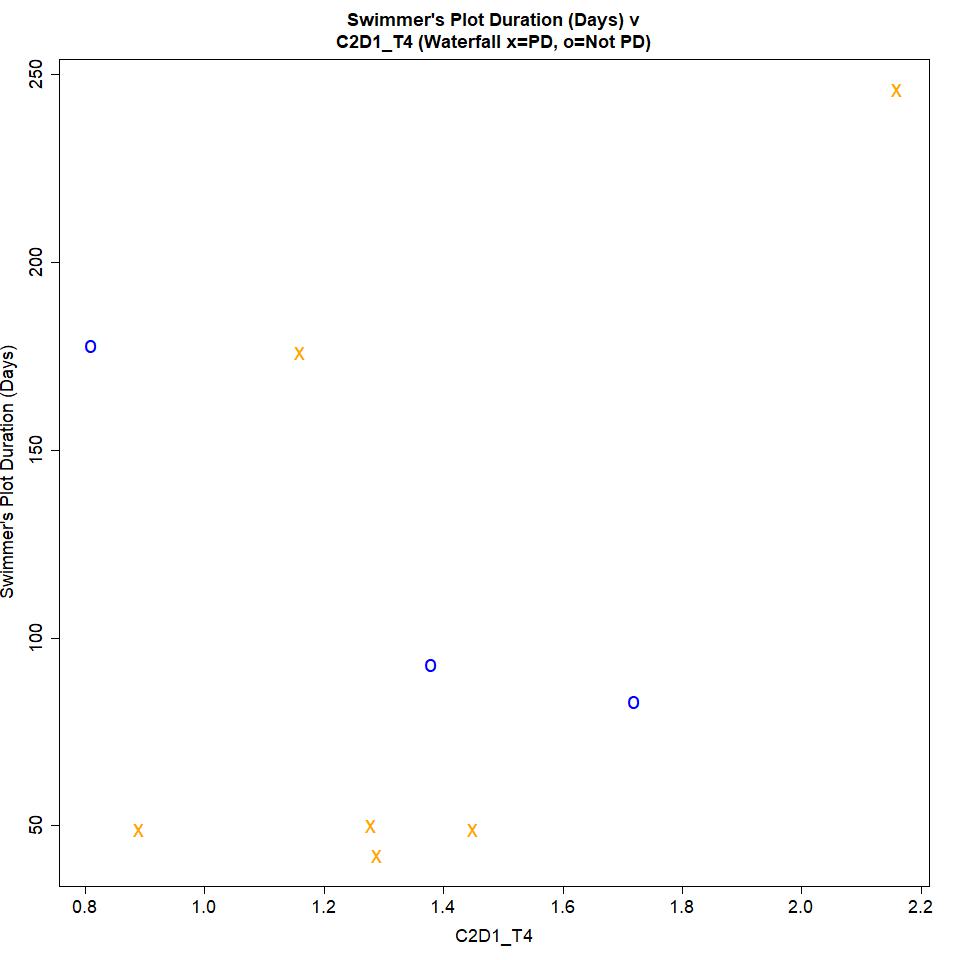 Swimmer's Plot Duration (Days) v
C2D1_T4 (Waterfall x=PD, o=Not PD)
Swimmer's Plot Duration (Days)
250
200
150
100
50
X
O
X
O
O
X
X
X
X
0.8 1.0 1.2 1.4 1.6 1.8 2.0 2.2
C2D1_T4